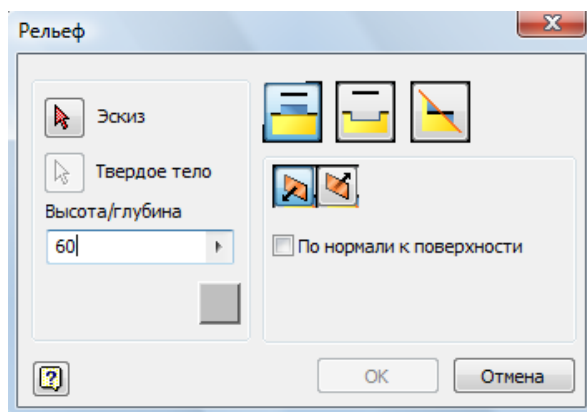 Рельеф
Эскиз
Твердое тело
Высота/глубина
60
По нормали к поверхности
?
OK
Отмена